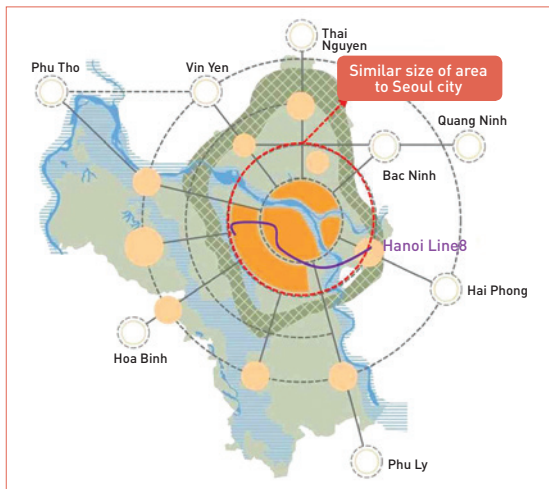 Thai
Nguyen
Phu Tho
Vin Yen
Similar size of area
to Seoul city
Quang Ninh
Bac Ninh
Hanoi Line8
Hai Phong
Hoa Binh
Phu Ly